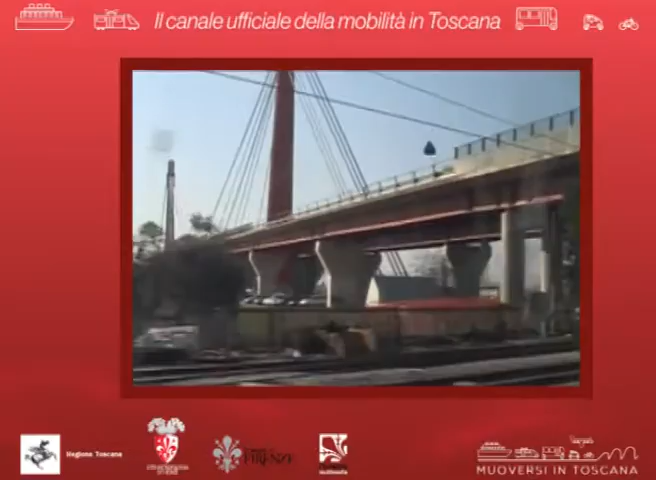 Il canale ufficiale della mobilità in Toscana
Regione Toscana
FIRENZE
MUOVERSI IN TOSCANA